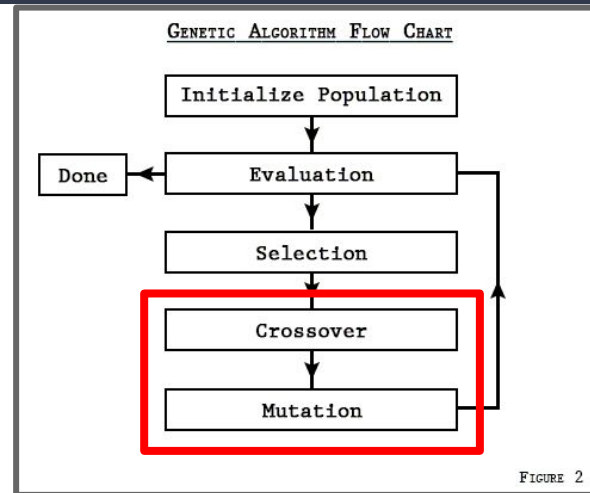 GENETIC ALGORITHM FLOW CHART
Initialize Population
Done
Evaluation
Selection
Crossover
Mutation
FIGURE 2